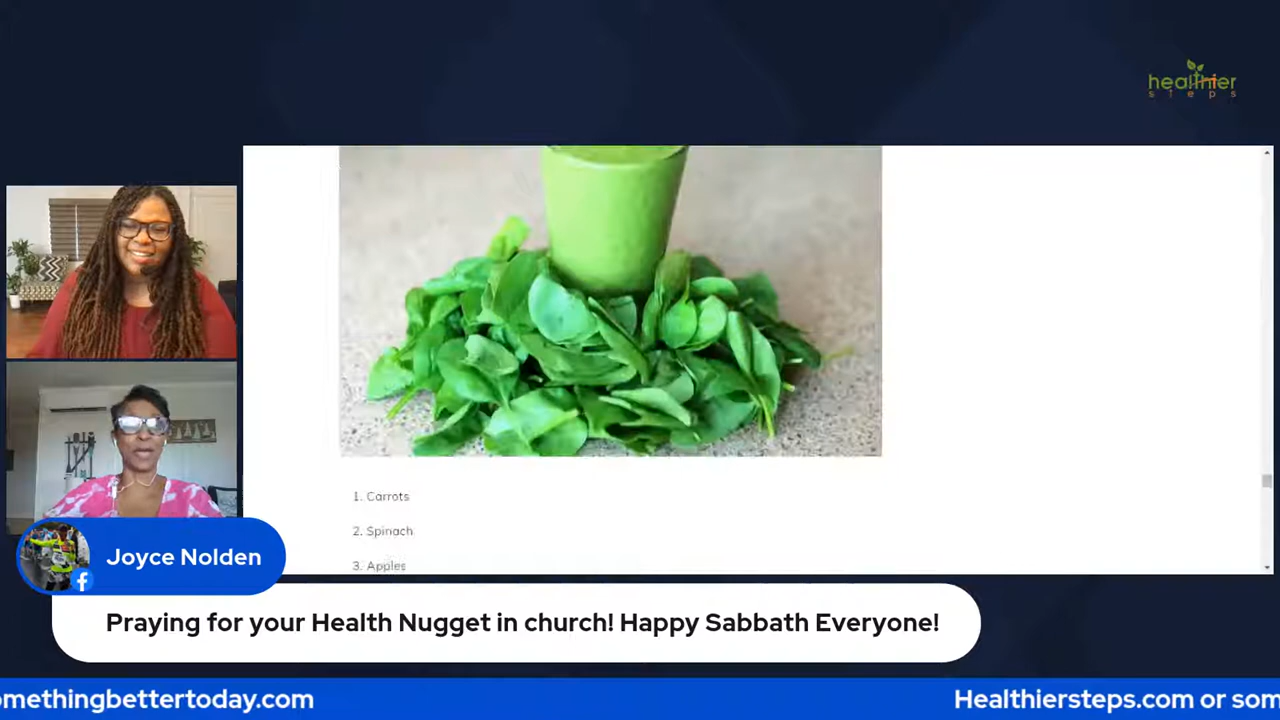 healthier
steps
1. Carrots
2. Spinach
3. Apples
Joyce Nolden
Praying for your Health Nugget in church! Happy Sabbath Everyone!
omethingbettertoday.com
Healthiersteps.com or som